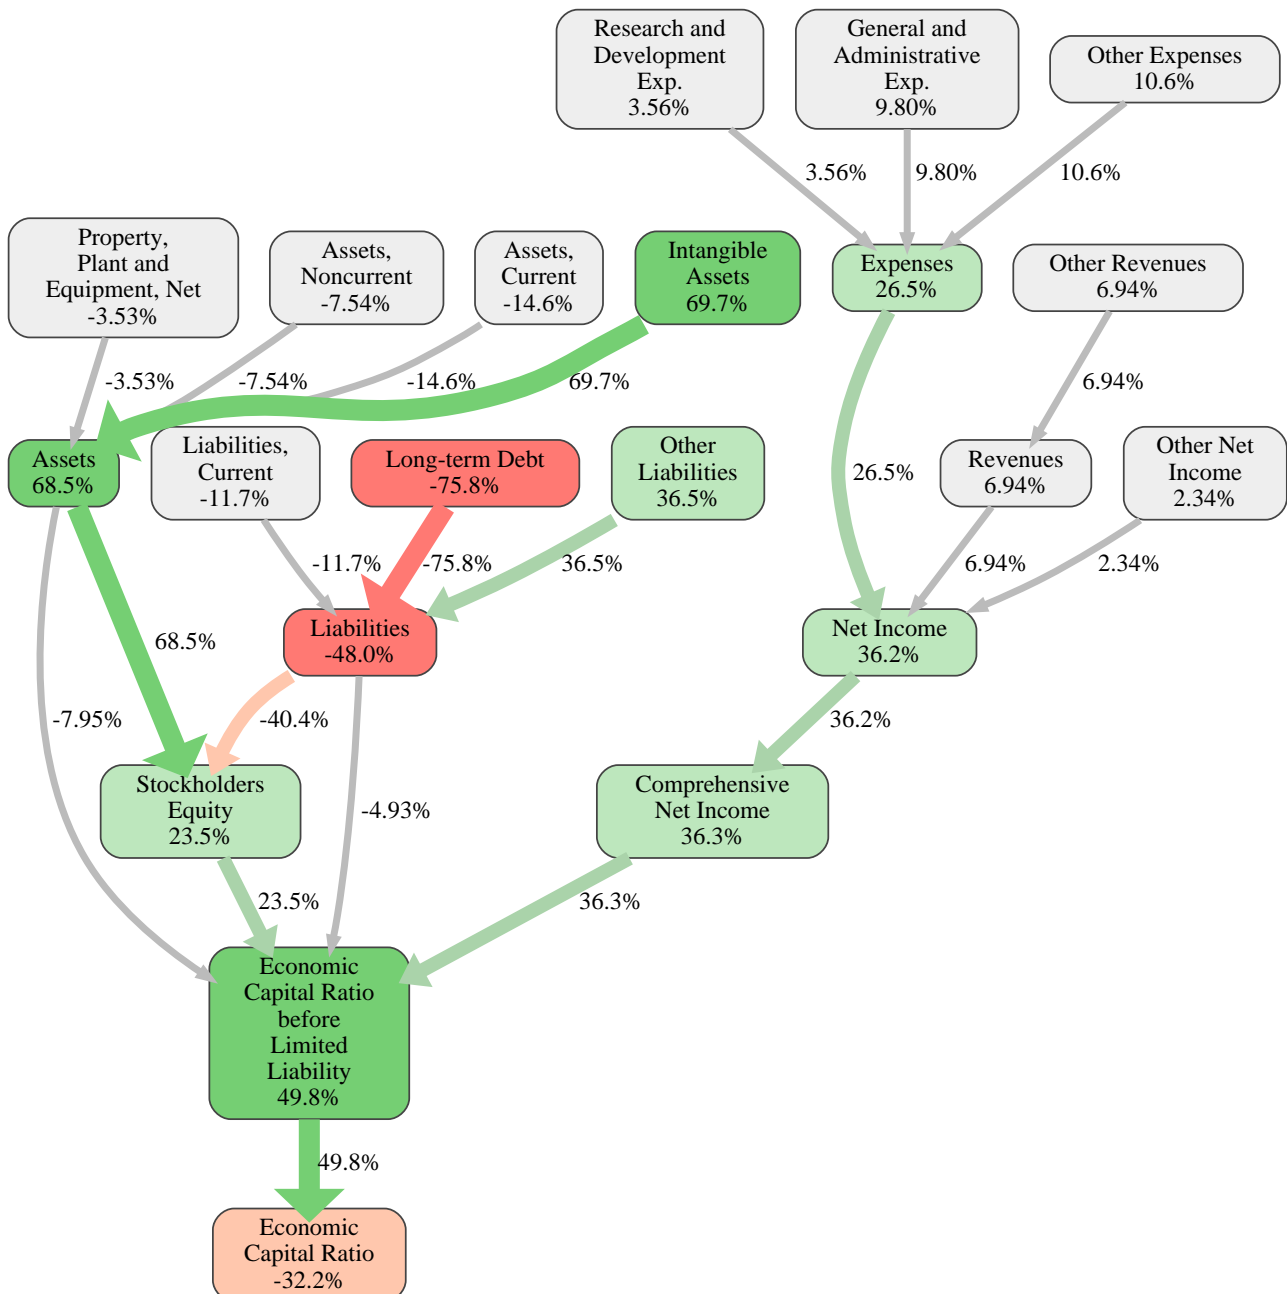 Research and
Development
Exp.
3.56%
General and
Administrative
Exp.
9.80%
Other Expenses
10.6%
3.56%
9.80%
10.6%
Property,
Plant and
Equipment, Net
-3.53%
Assets,
Noncurrent
-7.54%
Assets,
Current
-14.6%
Intangible
Assets
69.7%
Expenses
26.5%
Other Revenues
6.94%
-3.53%
-7.54%
-14.6%
69.7%
6.94%
Assets
68.5%
Liabilities,
Current
-11.7%
Long-term Debt
-75.8%
Other
Liabilities
36.5%
26.5%
Revenues
6.94%
Other Net
Income
2.34%
-11.7%
-75.8%
36.5%
6.94%
2.34%
68.5%
Liabilities
-48.0%
Net Income
36.2%
-7.95%
-40.4%
36.2%
Stockholders
Equity
23.5%
-4.93%
Comprehensive
Net Income
36.3%
23.5%
36.3%
Economic
Capital Ratio
before
Limited
Liability
49.8%
49.8%
Economic
Capital Ratio
-32.2%